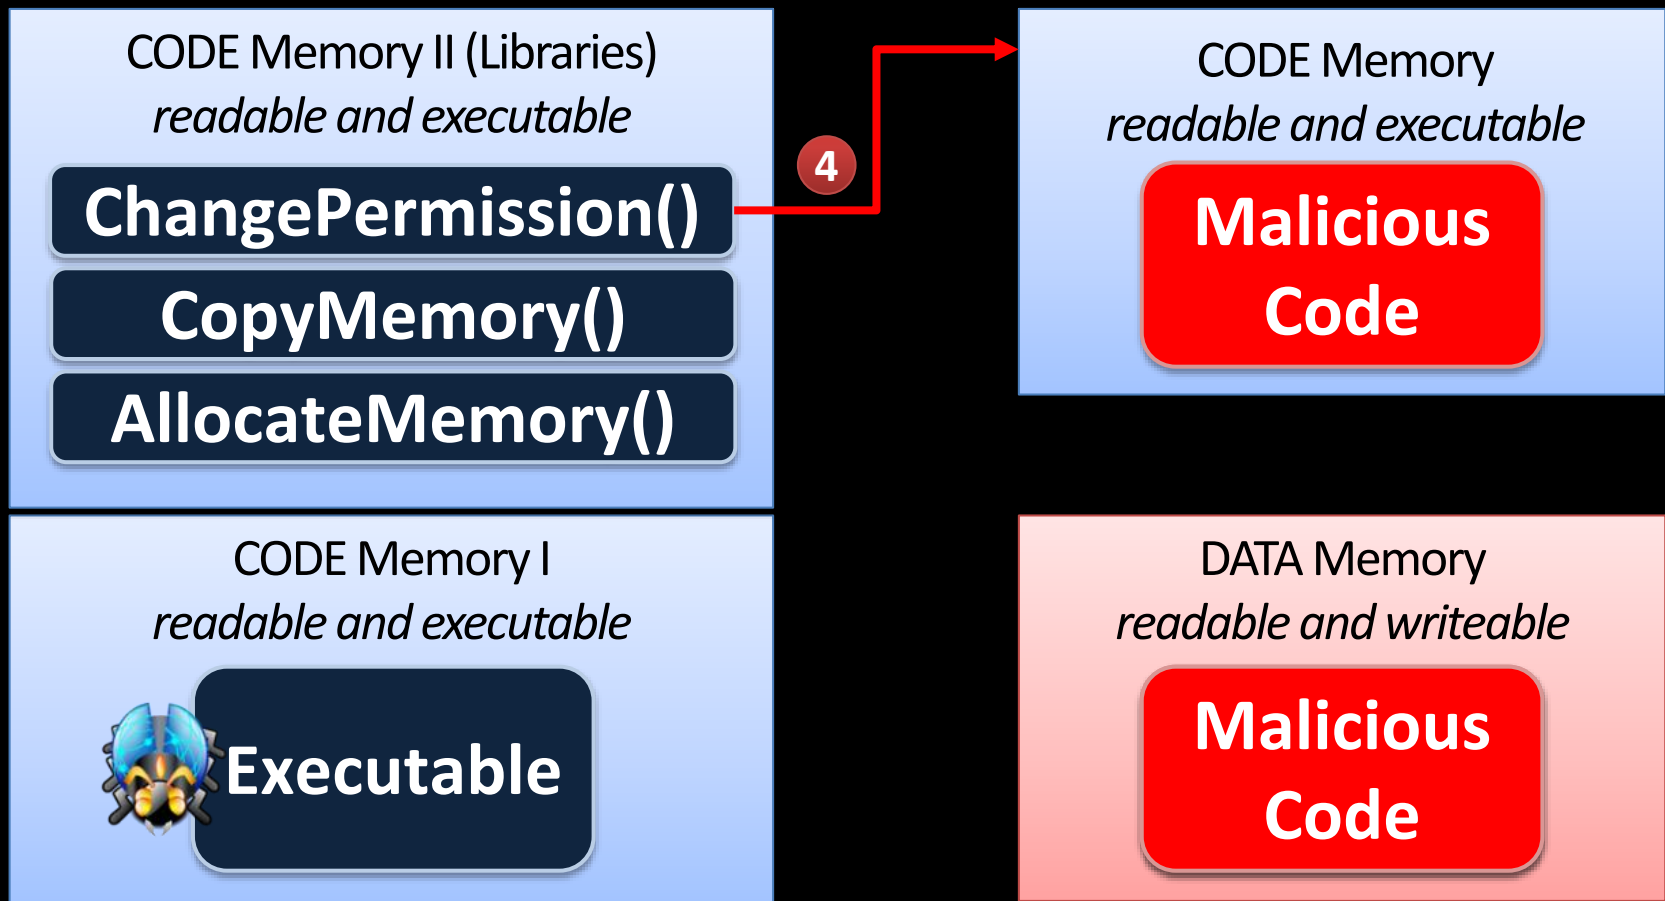 CODE Memory II (Libraries)
readable and executable
ChangePermission()
CopyMemory()
AllocateMemory()
4
CODE Memory
readable and executable
Malicious
Code
CODE Memory I
readable and executable
Executable
DATA Memory
readable and writeable
Malicious
Code